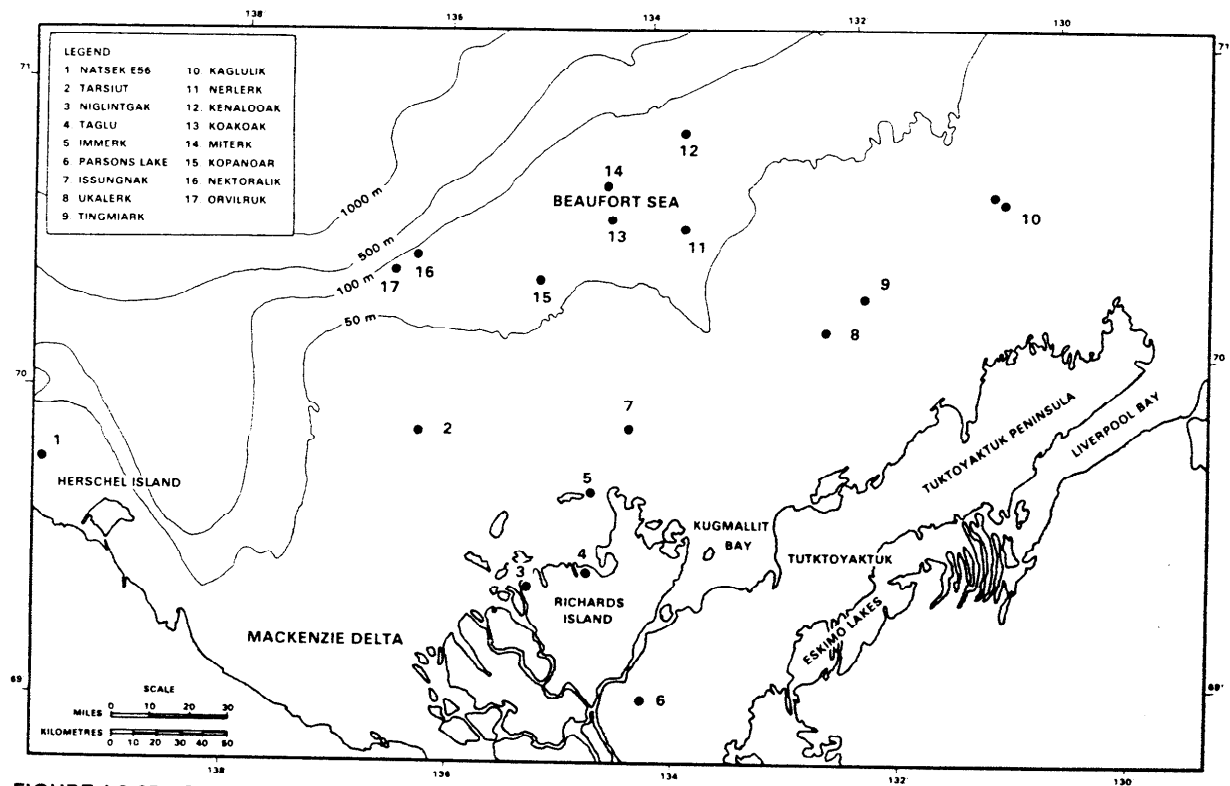 138 136 134 132 130
71
71
LEGEND
1 NATSEK E56
2 TARSIUT
3 NIGLINTGAK
4 TAGLU
5 IMMERK
6 PARSONS LAKE
7 ISSUNGNAK
8 UKALERK
9 TINGMIARK
10 KAGLULIK
11 NERLERK
12. KENALOOAK
13 KOAKOAK
14 MITERK
15 KOPANOAR
16 NEKTORALIK
17 ORVILRUK
12
14
1000 m
BEAUFORT SEA
10
13
11
500 m
16
17
100 m
15
9
50 m
8
70
70
7
2
1
TUKTOYAKTUK PENINSULA
LIVERPOOL BAY
HERSCHEL ISLAND
5
KUGMALLIT
BAY
4
TUTKTOYAKTUK
3
RICHARDS
ISLAND
MACKENZIE DELTA
ESKIMO LAKES
69
6
SCALE
MILES 0 10 20 30
KILOMETRES 0 10 20 30 40 50
138 136 134 132 130